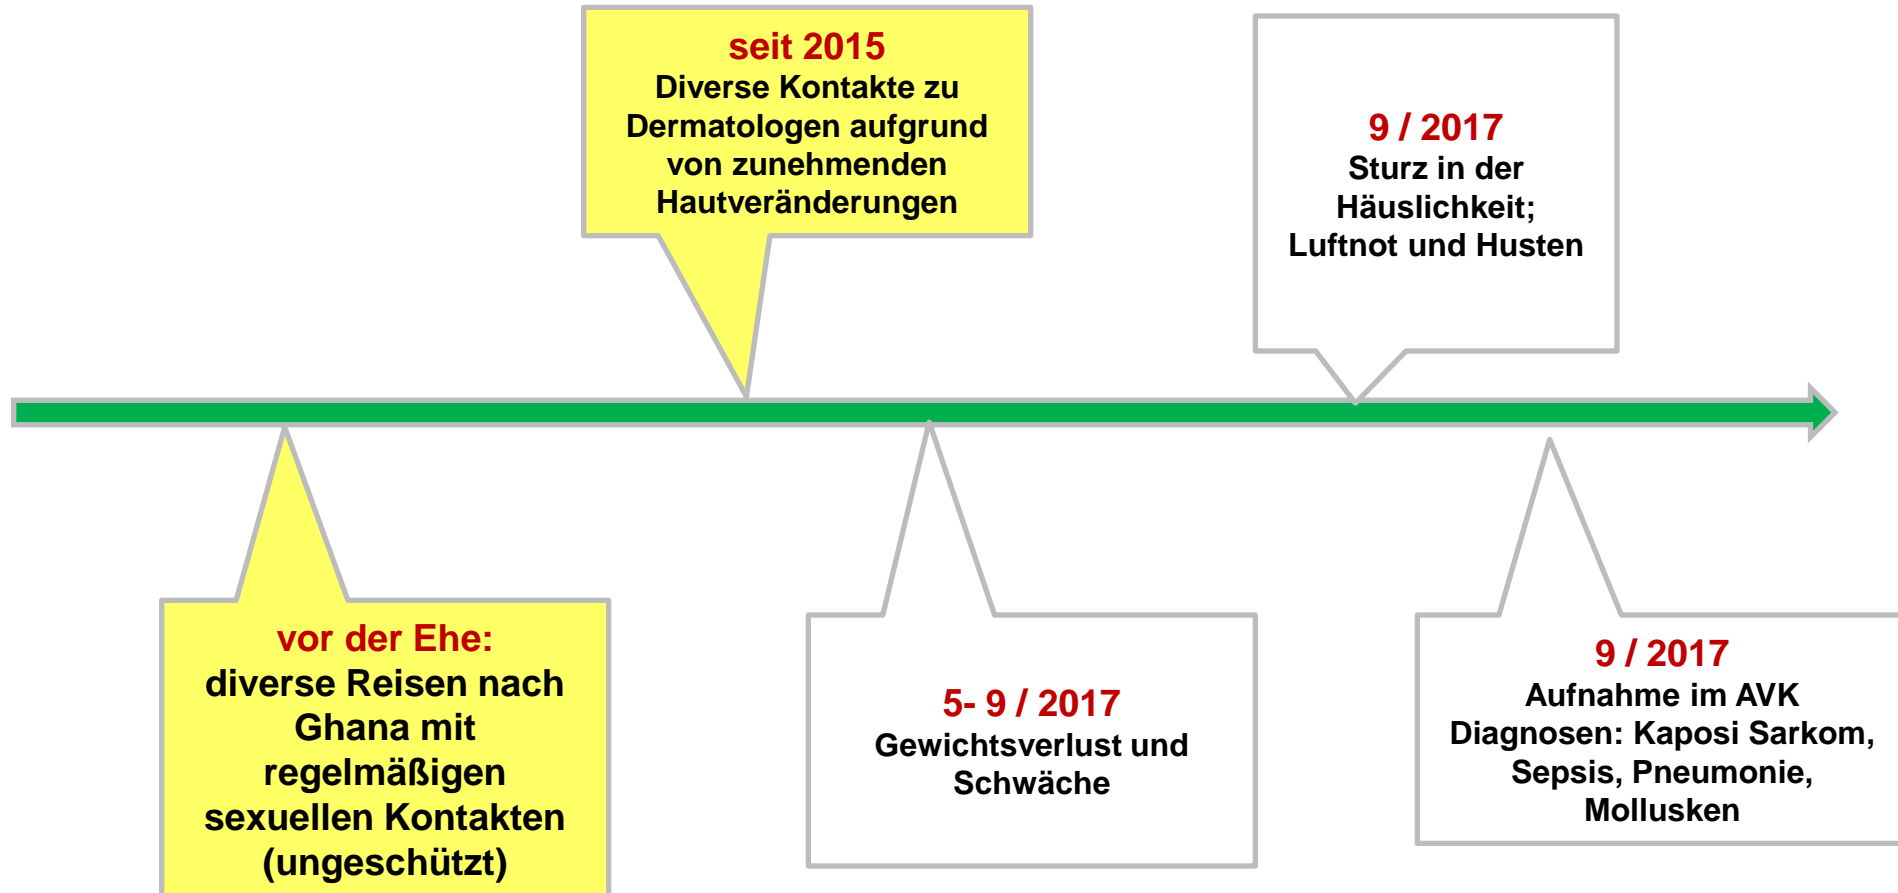 seit 2015
Diverse Kontakte zu
Dermatologen aufgrund
von zunehmenden
Hautveränderungen
9 / 2017
Sturz in der
Häuslichkeit;
Luftnot und Husten
vor der Ehe:
diverse Reisen nach
Ghana mit
regelmäßigen
sexuellen Kontakten
(ungeschützt)
5- 9 / 2017
Gewichtsverlust und
Schwäche
9 / 2017
Aufnahme im AVK
Diagnosen: Kaposi Sarkom,
Sepsis, Pneumonie,
Mollusken